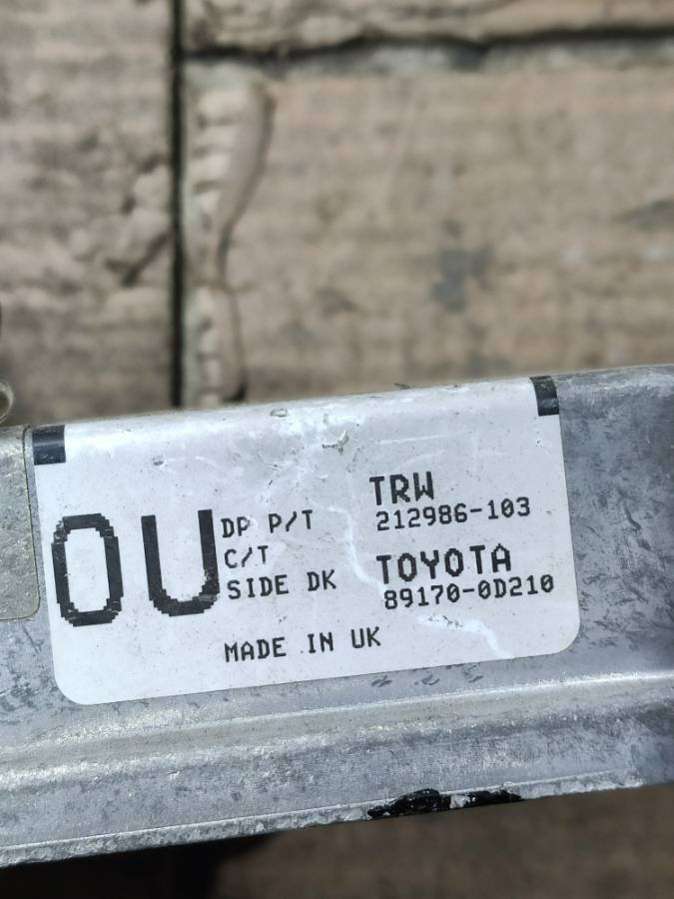 OU
DP P/T
C/T
SIDE DK
TRW
212986-103
TOYOTA
89170-0D210
MADE IN UK